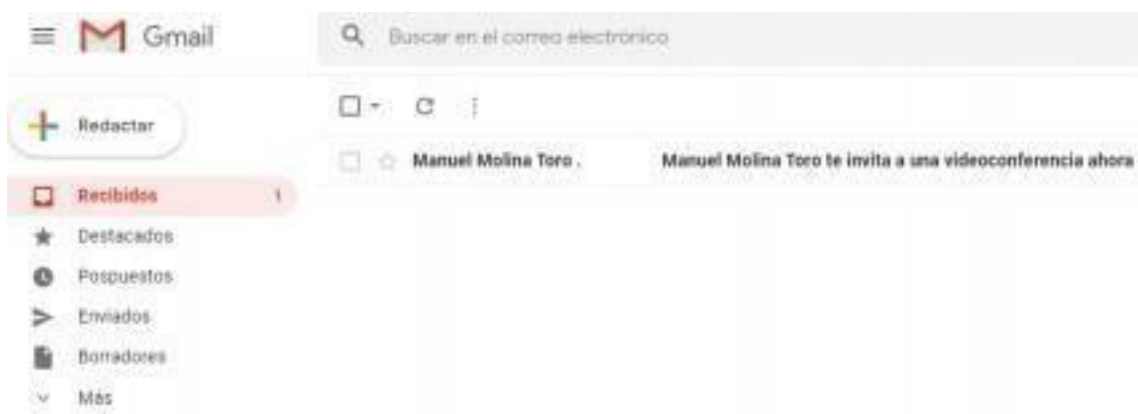 Gmail
Buscar en el correo electrónico
Redactar
Manuel Molina Toro .
Manuel Molina Toro te invita a una videoconferencia ahora
Recibidos 1
Destacados
Pospuestos
Enviados
Borradores
Más